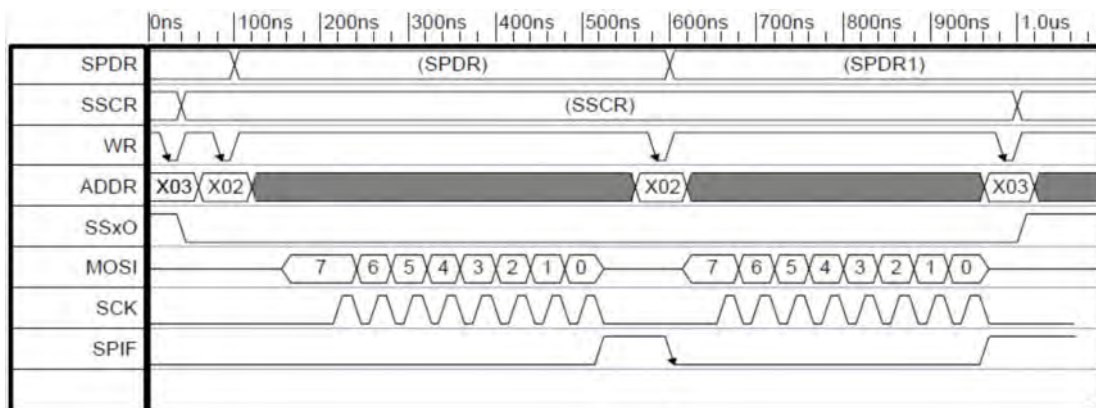 0ns 100ns 200ns 300ns 400ns 500ns 600ns 700ns 800ns 900ns 1.0us
SPDR (SPDR) (SPDR1)
SSCR (SSCR)
WR
ADDR X03 X02 X02 X03
SSxO
MOSI 7 6 5 4 3 2 1 0 7 6 5 4 3 2 1 0
SCK
SPIF